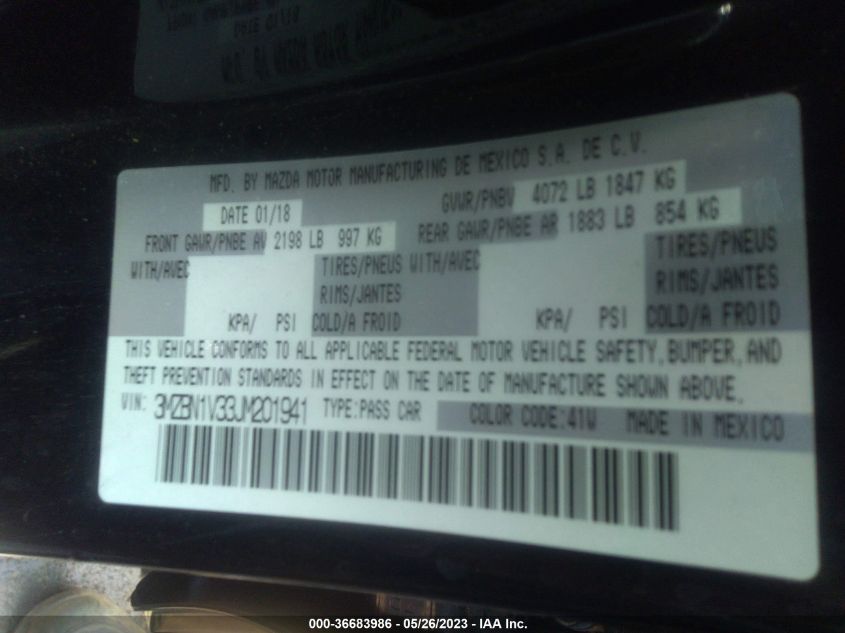 MFD. BY MAZDA MOTOR MANUFACTURING DE MEXICO S.A. DE C.V.
DATE 01/18 GVWR/PNBV 4072 LB 1847 KG
FRONT GAWR/PNBE AV 2198 LB 997 KG REAR GAWR/PNBE AR 1883 LB 854 KG
WITH/AVEC TIRES/PNEUS WITH/AVEC TIRES/PNEUS
RIMS/JANTES RIMS/JANTES
KPA/ PSI COLD/A FROID KPA/ PSI COLD/A FROID
THIS VEHICLE CONFORMS TO ALL APPLICABLE FEDERAL MOTOR VEHICLE SAFETY, BUMPER, AND
THEFT PREVENTION STANDARDS IN EFFECT ON THE DATE OF MANUFACTURE SHOWN ABOVE.
VIN: 3MZBN1V33JM201941 TYPE:PASS CAR COLOR CODE:41W MADE IN MEXICO
000-36683986 - 05/26/2023 - IAA Inc.